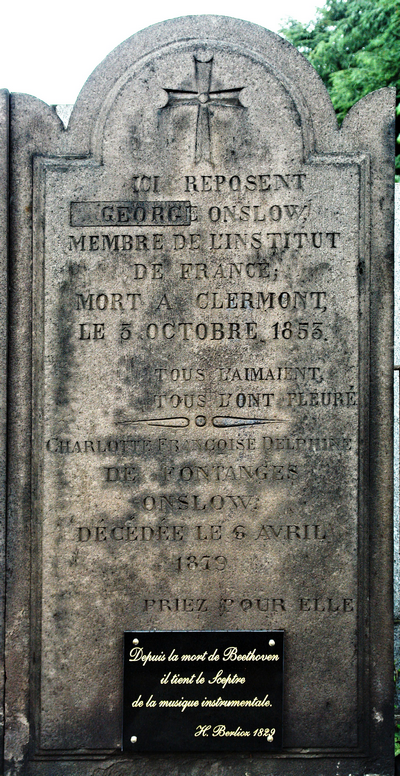 ICI REPOSENT
GEORGE ONSLOW,
MEMBRE DE L'INSTITUT
DE FRANCE;
MORT A CLERMONT,
LE 3 OCTOBRE 1853.
TOUS L'AIMAIENT,
TOUS L'ONT PLEURÉ
CHARLOTTE FRANÇOISE DELPHINE
DE FONTANGES
ONSLOW;
DÉCÉDÉE LE 6 AVRIL
1879
PRIEZ POUR ELLE
Depuis la mort de Beethoven
il tient le Sceptre
de la musique instrumentale.
H. Berlioz 1829